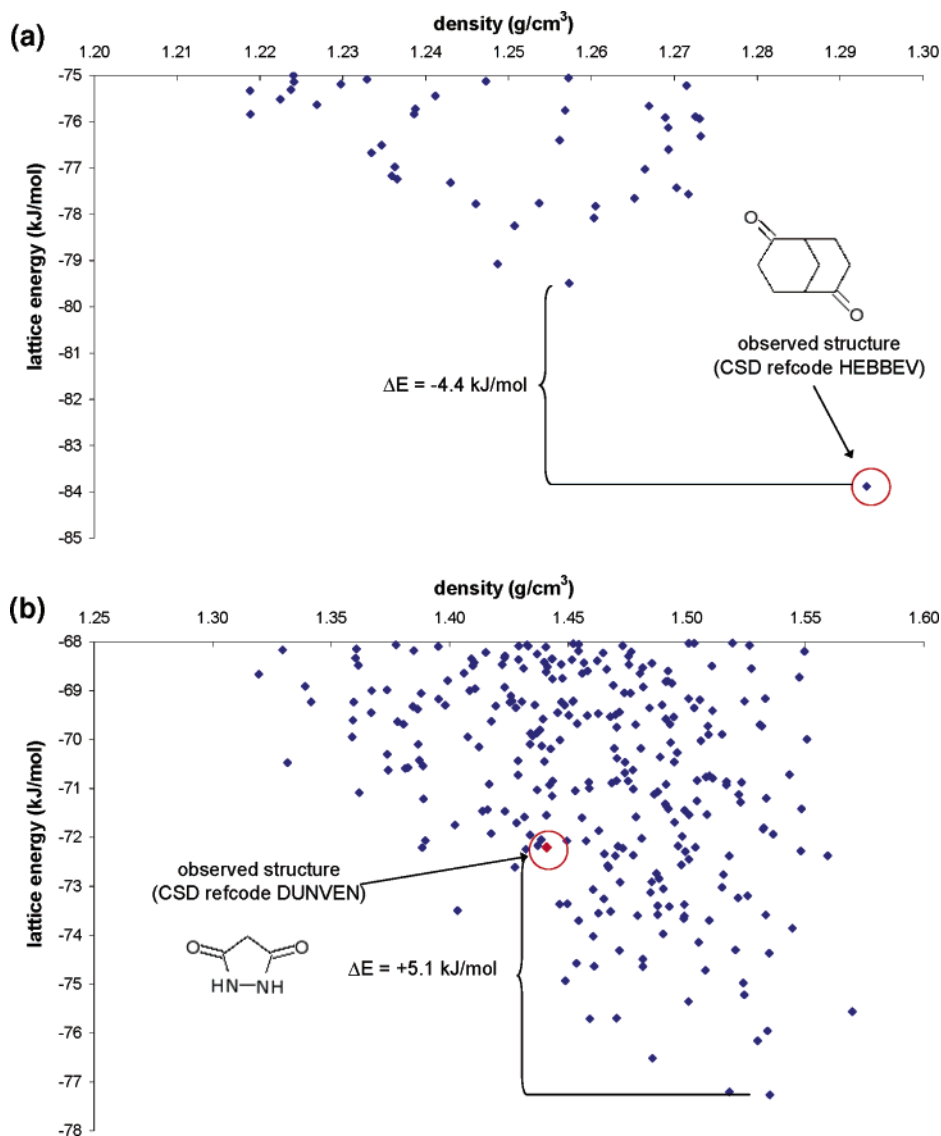 density (g/cm³)
(a)
1.20 1.21 1.22 1.23 1.24 1.25 1.26 1.27 1.28 1.29 1.30
-75
-76
-77
-78
-79
-80
-81
-82
-83
-84
-85
lattice energy (kJ/mol)
O
O
observed structure
(CSD refcode HEBBEV)
ΔE = -4.4 kJ/mol
density (g/cm³)
(b)
1.25 1.30 1.35 1.40 1.45 1.50 1.55 1.60
-68
-69
-70
-71
-72
-73
-74
-75
-76
-77
-78
lattice energy (kJ/mol)
observed structure
(CSD refcode DUNVEN)
O O
HN NH
ΔE = +5.1 kJ/mol